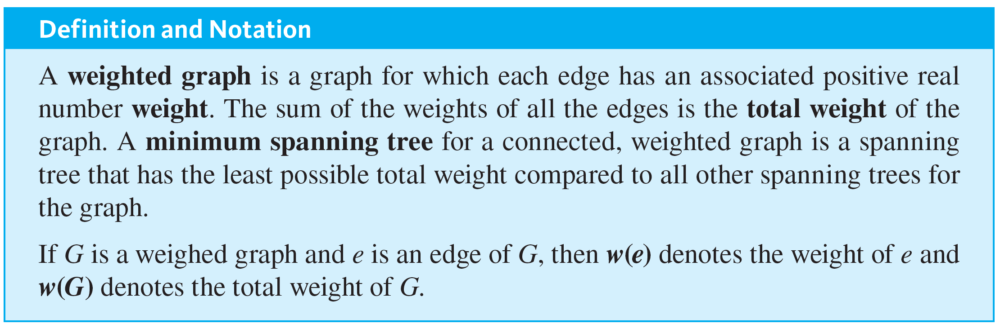 Definition and Notation
A weighted graph is a graph for which each edge has an associated positive real
number weight. The sum of the weights of all the edges is the total weight of the
graph. A minimum spanning tree for a connected, weighted graph is a spanning
tree that has the least possible total weight compared to all other spanning trees for
the graph.
If G is a weighed graph and e is an edge of G, then w(e) denotes the weight of e and
w(G) denotes the total weight of G.